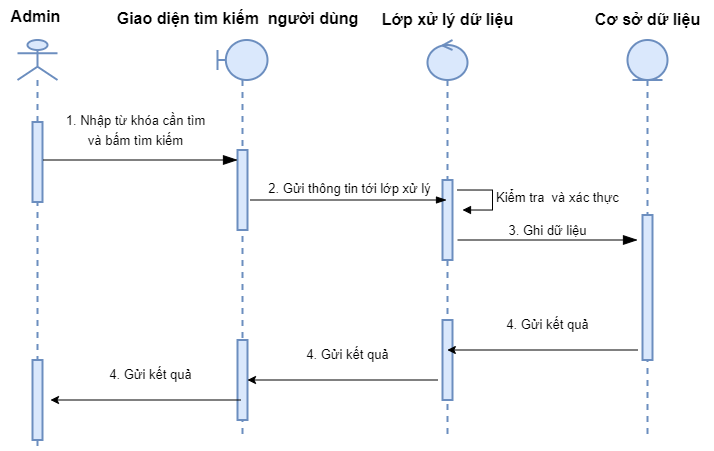 Admin
Giao diện tìm kiếm người dùng
Lớp xử lý dữ liệu
Cơ sở dữ liệu
1. Nhập từ khóa cần tìm
và bấm tìm kiếm
2. Gửi thông tin tới lớp xử lý
Kiểm tra và xác thực
3. Ghi dữ liệu
4. Gửi kết quả
4. Gửi kết quả
4. Gửi kết quả